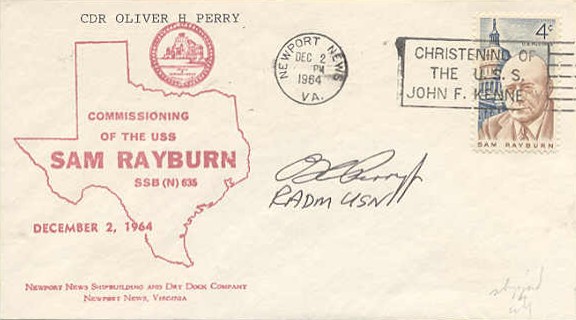 CDR OLIVER H PERRY
COMMISSIONING
OF THE USS
SAM RAYBURN
SSB (N) 635
DECEMBER 2, 1964
NEWPORT NEWS SHIPBUILDING AND DRY DOCK COMPANY
NEWPORT NEWS, VIRGINIA
NEWPORT NEWS
DEC 2
PM
1964
VA.
CHRISTENING OF
THE U. S. S.
JOHN F. KENNE
4¢
U.S. POSTAGE
SAM RAYBURN
RADM USN